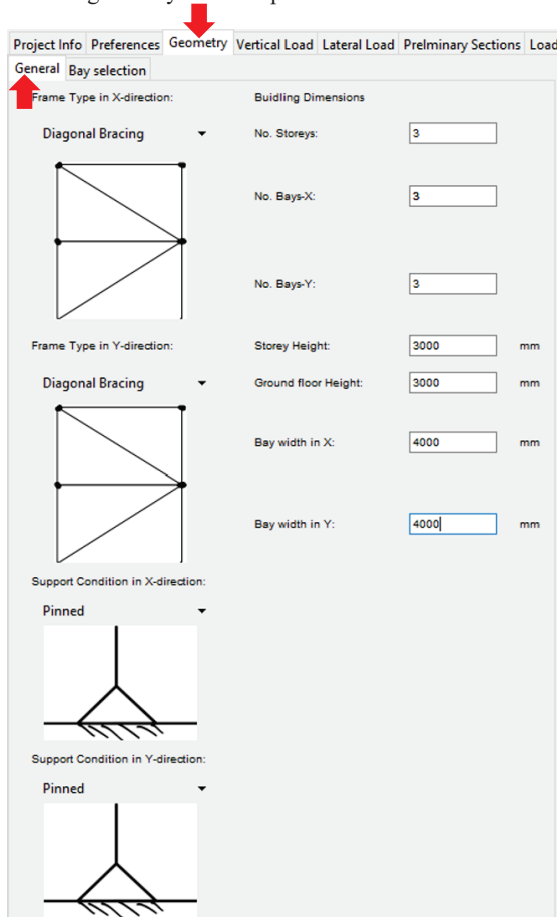 Project Info Preferences Geometry Vertical Load Lateral Load Prelminary Sections Load
General Bay selection
Frame Type in X-direction:
Buidling Dimensions
Diagonal Bracing
No. Storeys: 3
No. Bays-X: 3
No. Bays-Y: 3
Frame Type in Y-direction:
Storey Height: 3000 mm
Diagonal Bracing
Ground floor Height: 3000 mm
Bay width in X: 4000 mm
Bay width in Y: 4000 mm
Support Condition in X-direction:
Pinned
Support Condition in Y-direction:
Pinned